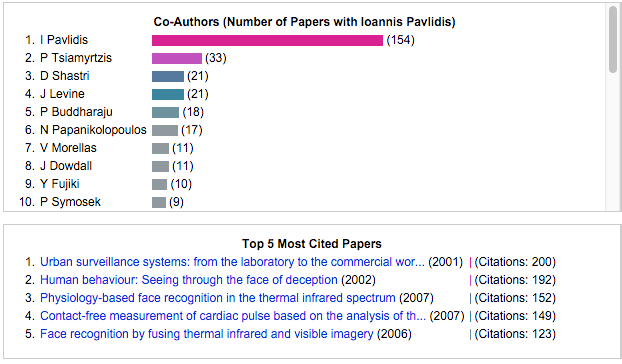 Co-Authors (Number of Papers with Ioannis Pavlidis)
1. I Pavlidis (154)
2. P Tsiamyrtzis (33)
3. D Shastri (21)
4. J Levine (21)
5. P Buddharaju (18)
6. N Papanikolopoulos (17)
7. V Morellas (11)
8. J Dowdall (11)
9. Y Fujiki (10)
10. P Symosek (9)
Top 5 Most Cited Papers
1. Urban surveillance systems: from the laboratory to the commercial wor... (2001) (Citations: 200)
2. Human behaviour: Seeing through the face of deception (2002) (Citations: 192)
3. Physiology-based face recognition in the thermal infrared spectrum (2007) (Citations: 152)
4. Contact-free measurement of cardiac pulse based on the analysis of th... (2007) (Citations: 149)
5. Face recognition by fusing thermal infrared and visible imagery (2006) (Citations: 123)